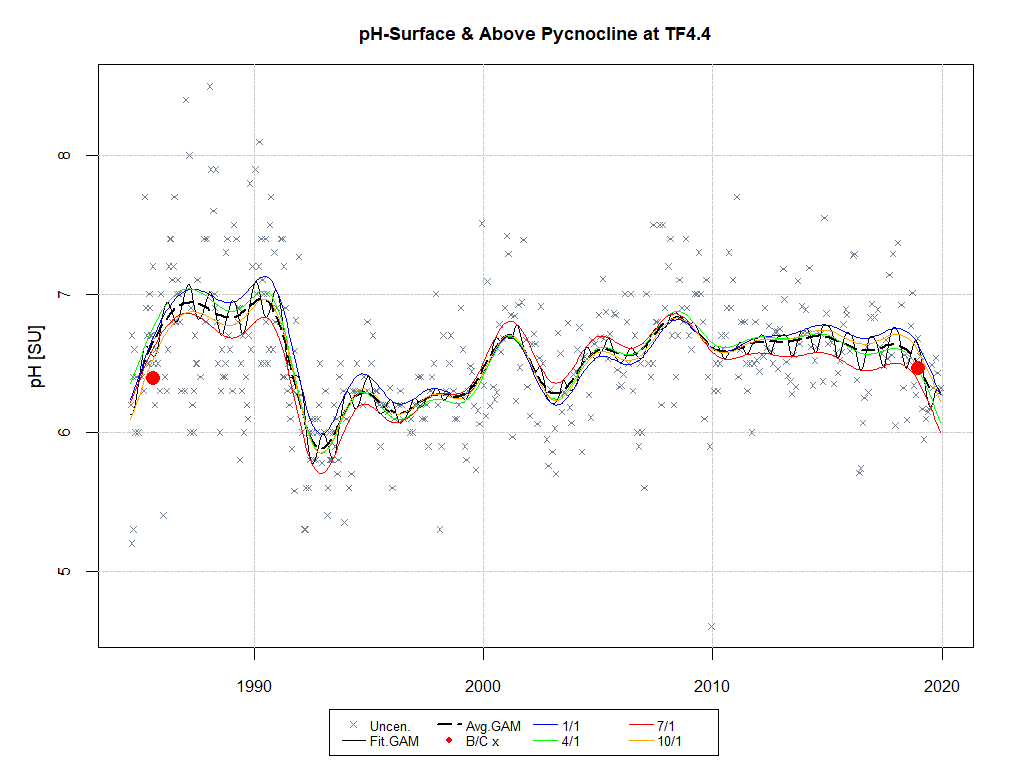 pH-Surface & Above Pycnocline at TF4.4
pH [SU]
8
7
6
5
1990 2000 2010 2020
Uncen. Avg.GAM 1/1 7/1
Fit.GAM B/C x 4/1 10/1